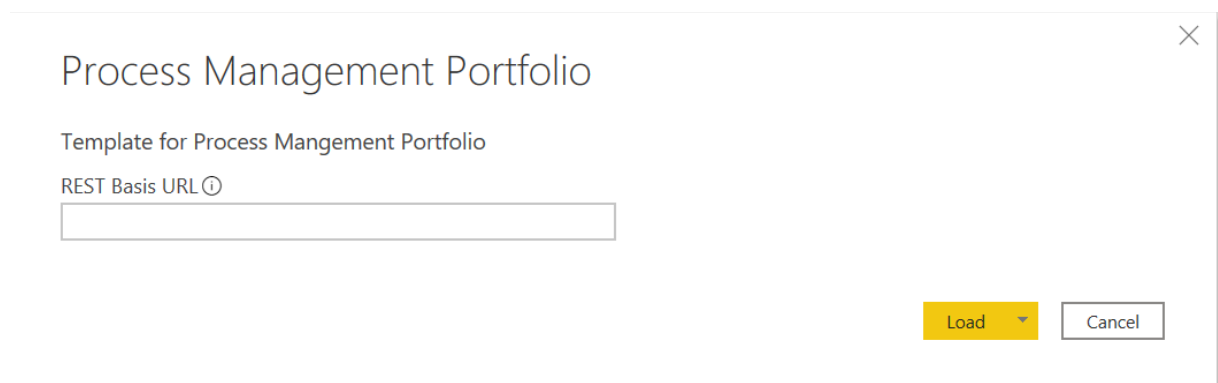 Process Management Portfolio
Template for Process Mangement Portfolio
REST Basis URL
Load
Cancel